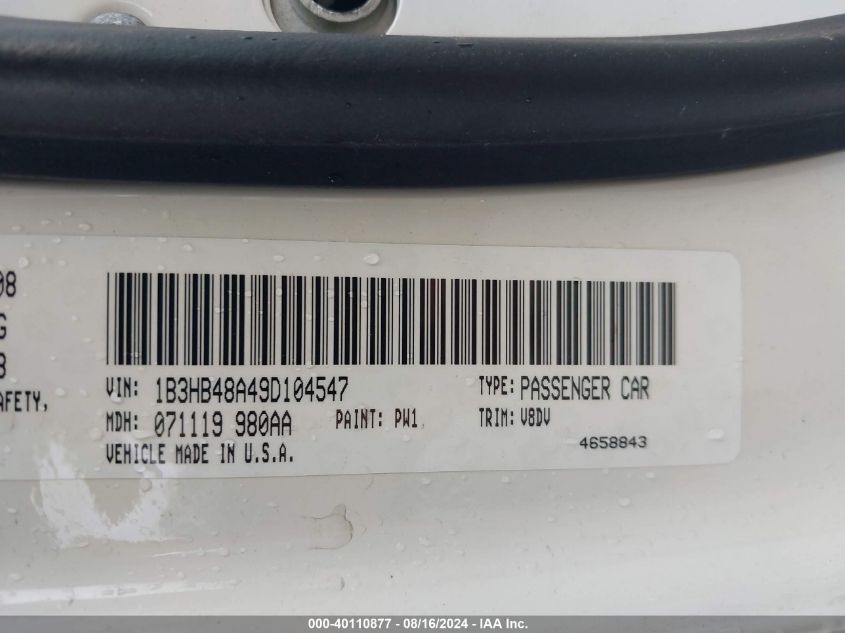 08
G
8
AFETY,
VIN: 1B3HB48A49D104547 TYPE: PASSENGER CAR
MDH: 071119 980AA PAINT: PW1 TRIM: V8DV
VEHICLE MADE IN U.S.A. 4658843
000-40110877 - 08/16/2024 - IAA Inc.